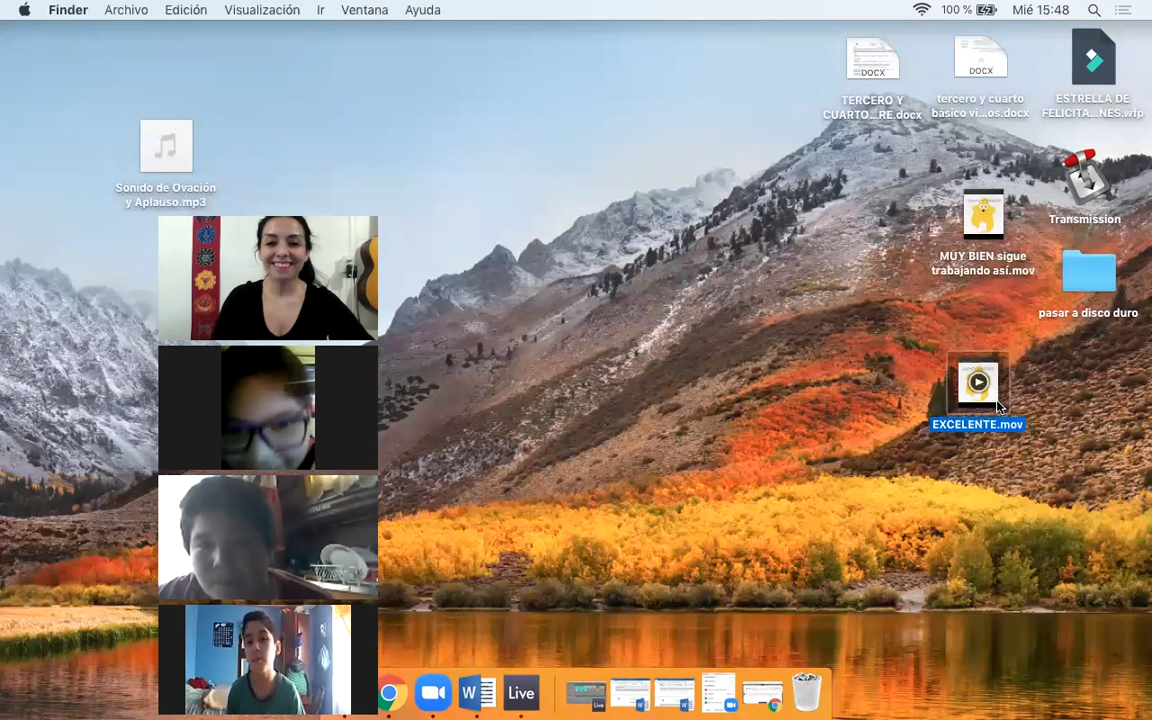 Finder Archivo Edición Visualización Ir Ventana Ayuda 100 % Mié 15:48
DOCX
TERCERO Y
CUARTO...RE.docx
DOCX
tercero y cuarto
básico vi...os.docx
ESTRELLA DE
FELICITA...NES.wfp
Sonido de Ovación
y Aplauso.mp3
Transmission
MUY BIEN sigue
trabajando así.mov
pasar a disco duro
EXCELENTE.mov
Live
Live